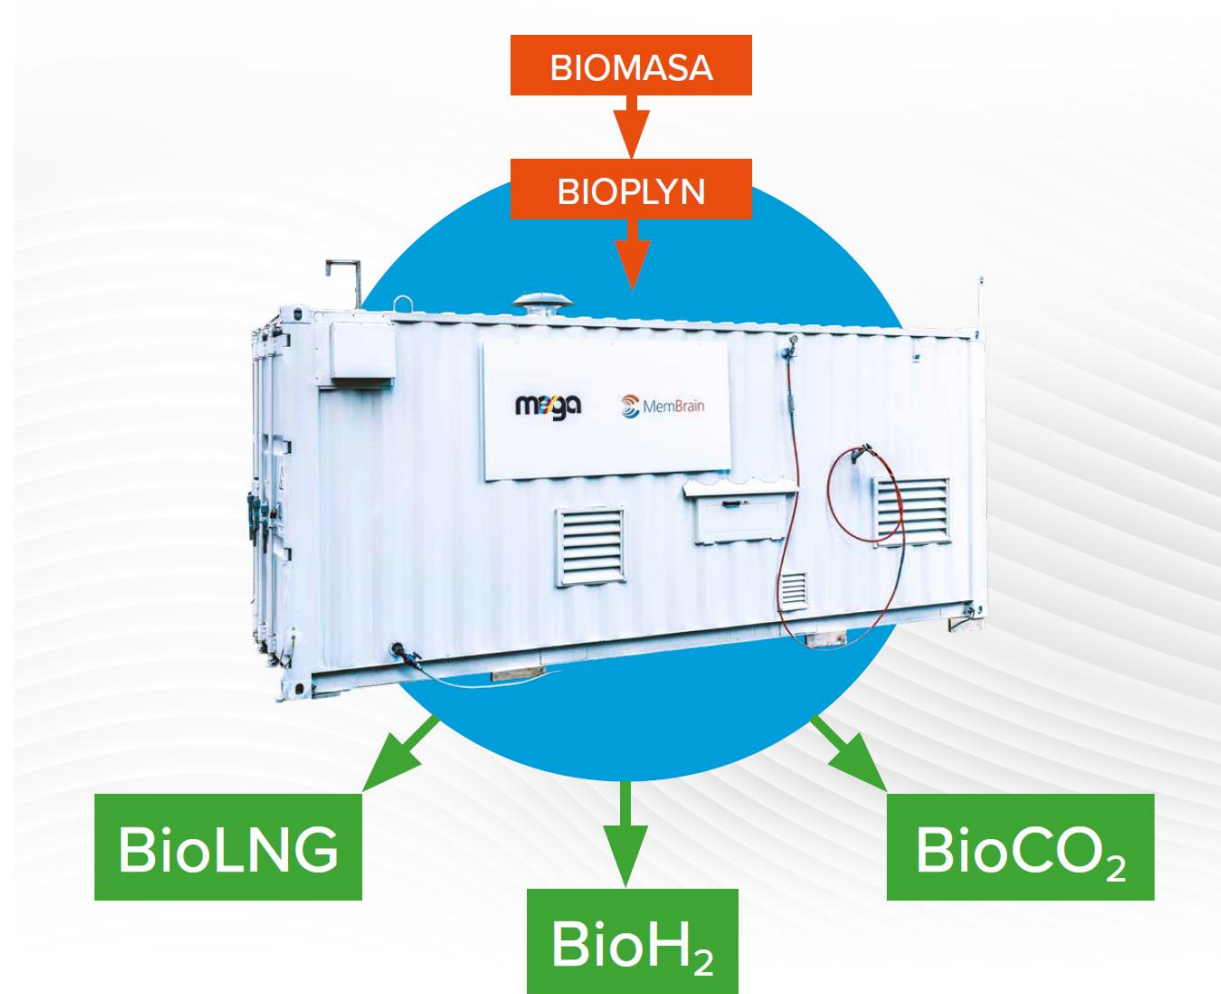 BIOMASA
BIOPLYN
mega
MemBrain
BioLNG
BioCO₂
BioH₂